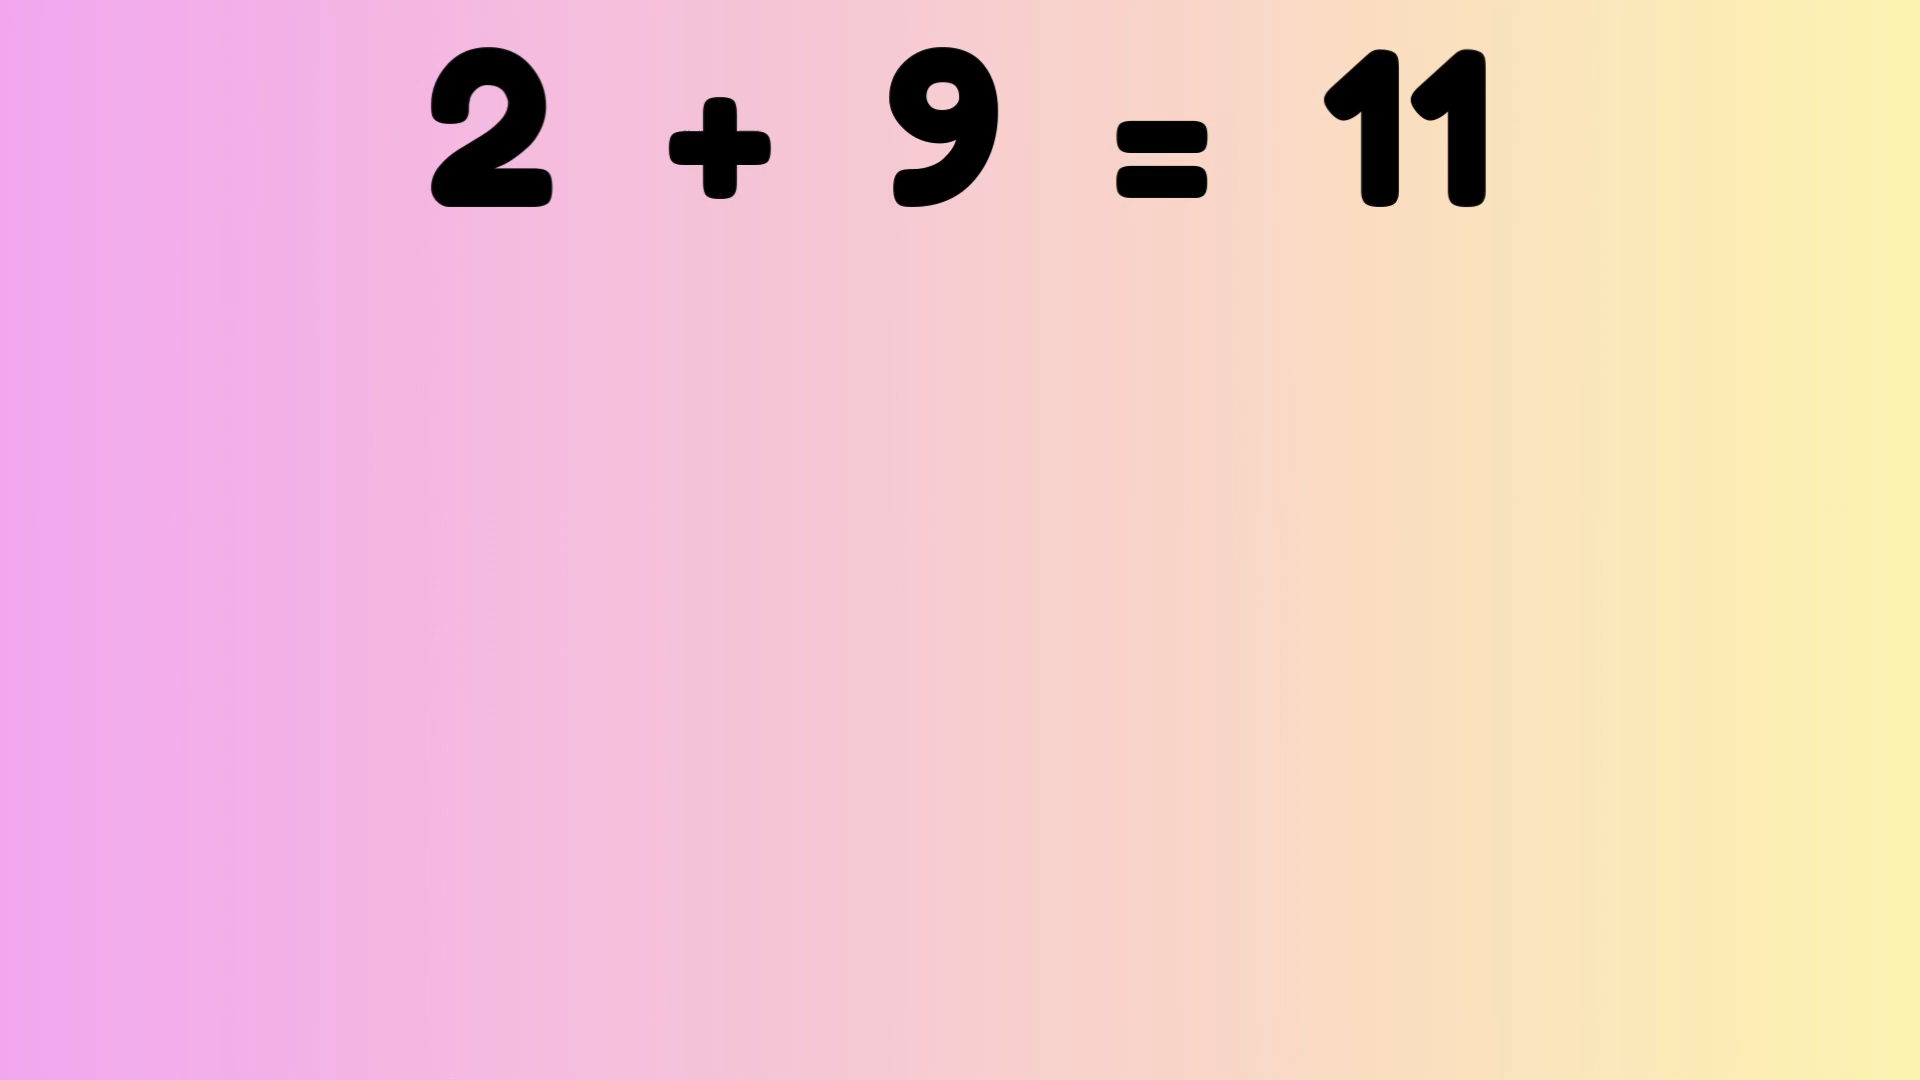 2 + 9 = 11